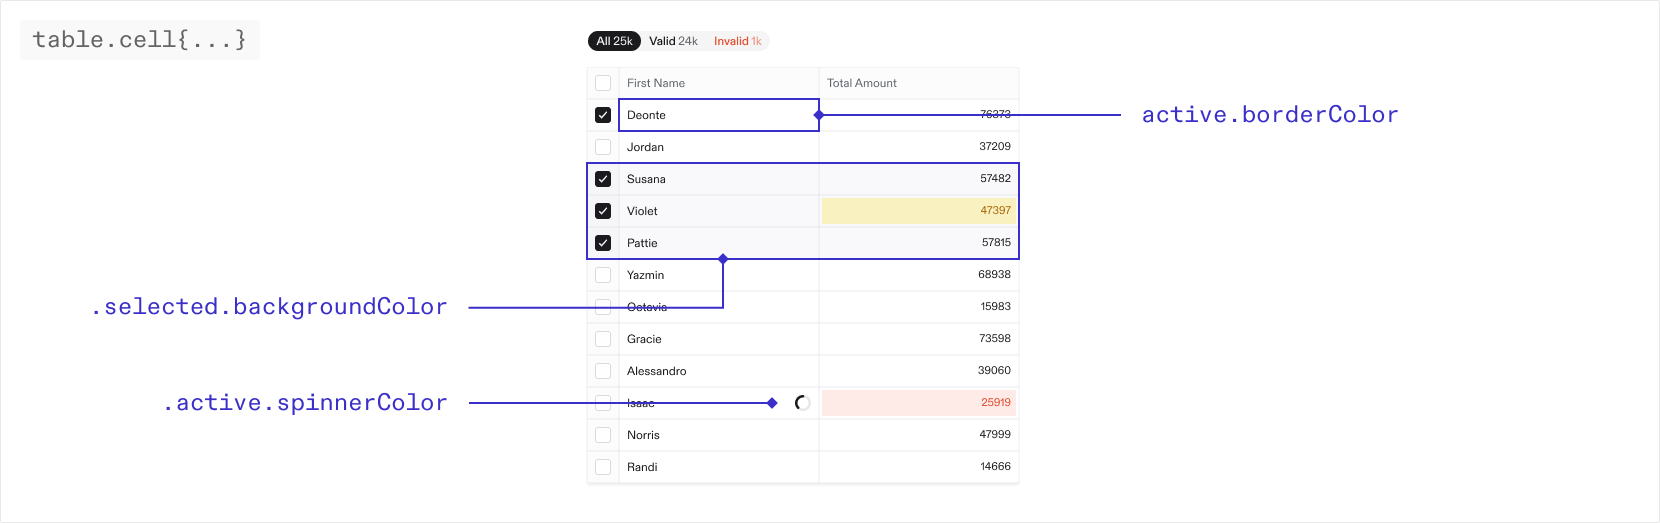 table.cell{...}
All 25k Valid 24k Invalid 1k
First Name Total Amount
Deonte 76373
active.borderColor
Jordan 37209
Susana 57482
Violet 47397
Pattie 57815
Yazmin 68938
.selected.backgroundColor
Octavia 15983
Gracie 73598
Alessandro 39060
.active.spinnerColor
Isaac 25919
Norris 47999
Randi 14666